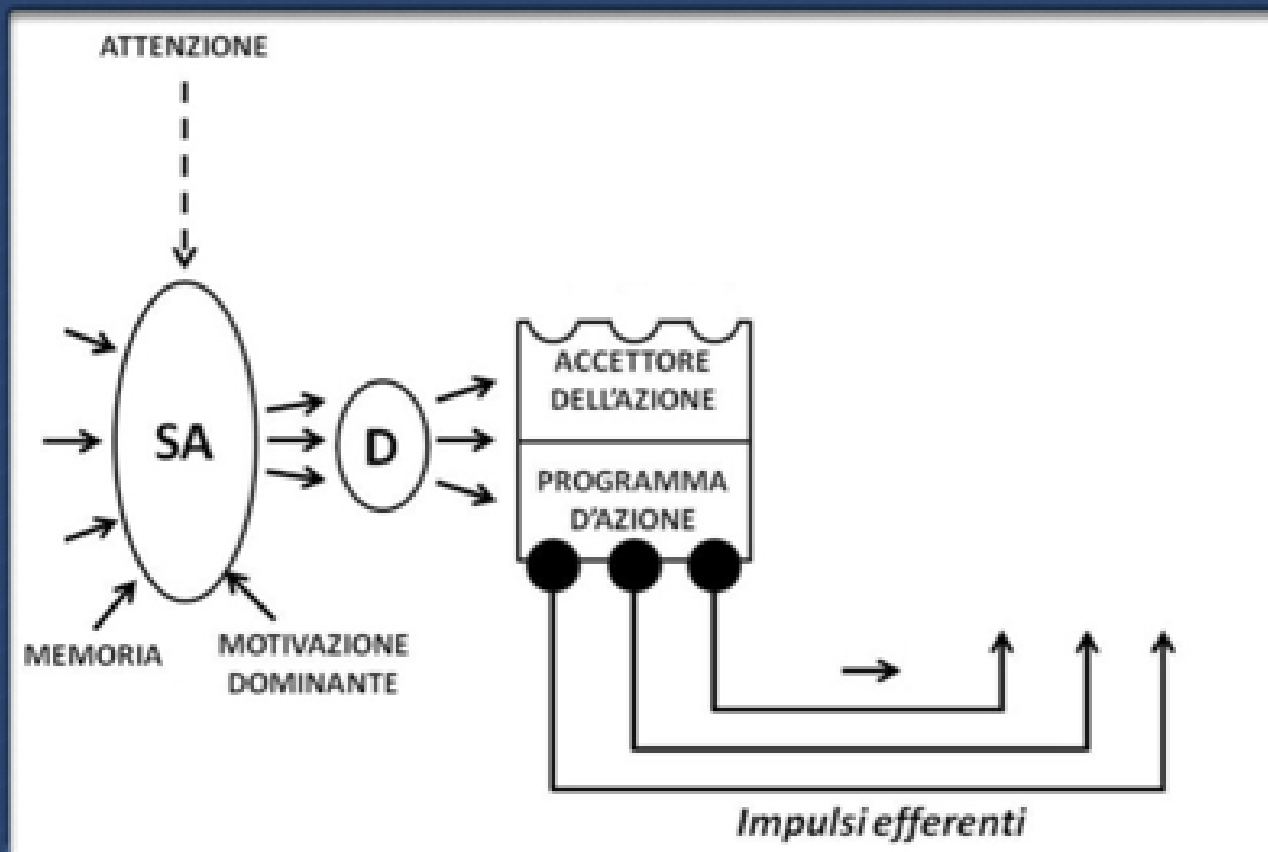 ATTENZIONE
SA
D
ACCETTORE
DELL'AZIONE
PROGRAMMA
D'AZIONE
MEMORIA
MOTIVAZIONE
DOMINANTE
Impulsi efferenti